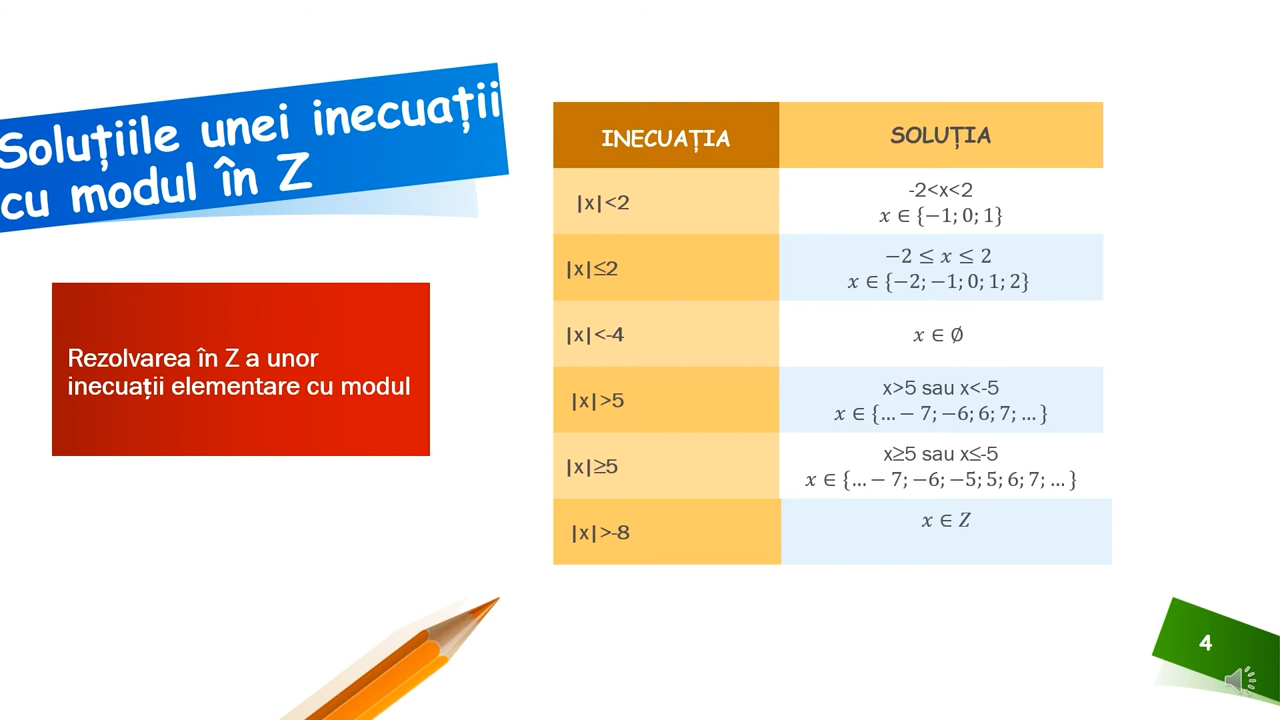 Soluțiile unei inecuații
cu modul în Z
Rezolvarea în Z a unor
inecuații elementare cu modul
INECUAȚIA
SOLUȚIA
|x|<2
-2<x<2
x ∈ {−1; 0; 1}
|x|≤2
−2 ≤ x ≤ 2
x ∈ {−2; −1; 0; 1; 2}
|x|<-4
x ∈ ∅
|x|>5
x>5 sau x<-5
x ∈ {… − 7; −6; 6; 7; … }
|x|≥5
x≥5 sau x≤-5
x ∈ {… − 7; −6; −5; 5; 6; 7; … }
|x|>-8
x ∈ Z
4